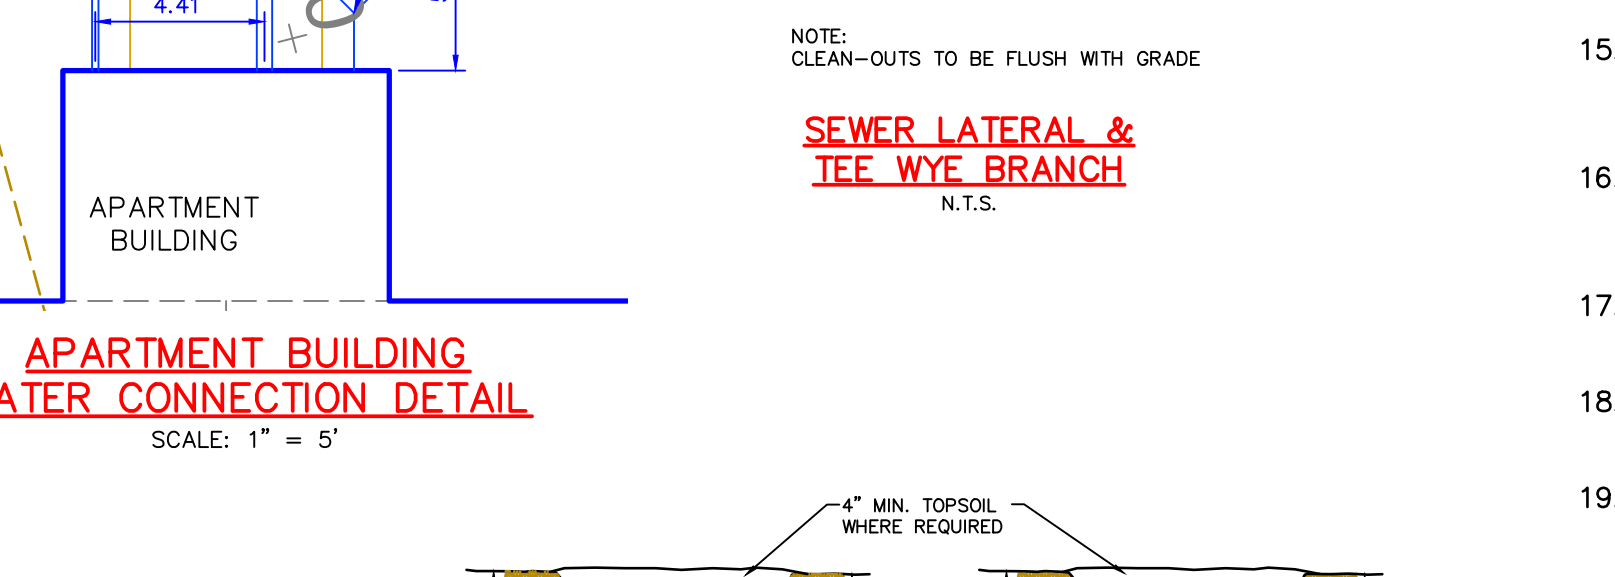 4.41
NOTE:
CLEAN-OUTS TO BE FLUSH WITH GRADE
SEWER LATERAL &
TEE WYE BRANCH
N.T.S.
APARTMENT
BUILDING
APARTMENT BUILDING
ATER CONNECTION DETAIL
SCALE: 1" = 5'
4" MIN. TOPSOIL
WHERE REQUIRED
15.
16.
17.
18.
19.